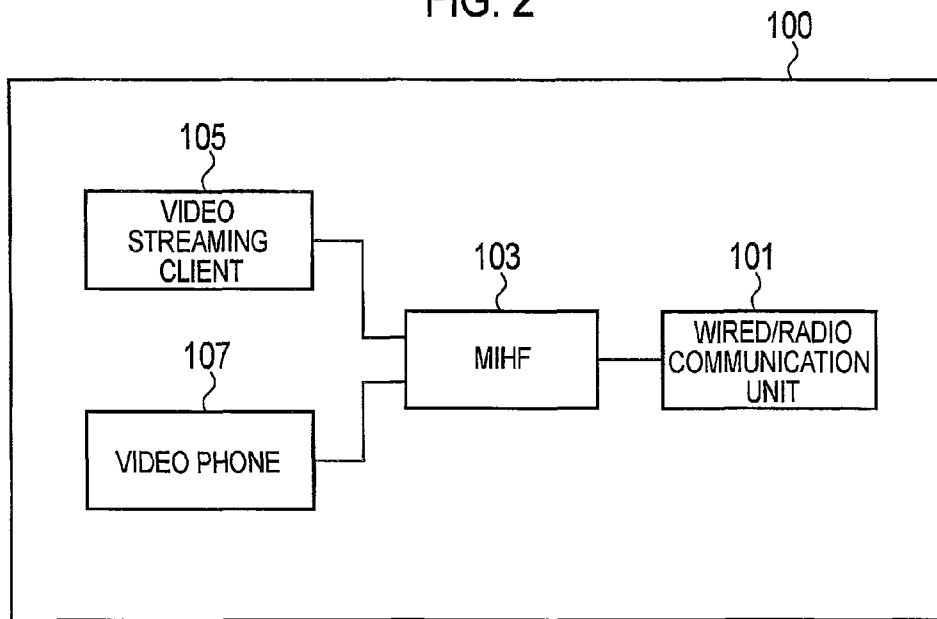 FIG. 2
100
105
VIDEO
STREAMING
CLIENT
103
MIHF
101
WIRED/RADIO
COMMUNICATION
UNIT
107
VIDEO PHONE